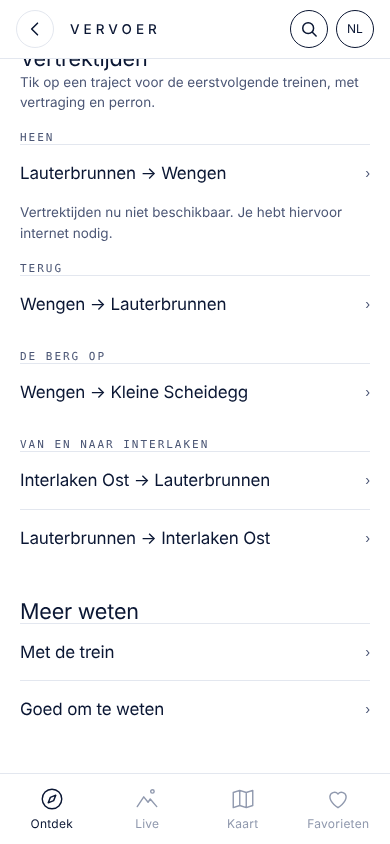 VERVOER
NL
Vertrektijden
Tik op een traject voor de eerstvolgende treinen, met
vertraging en perron.
HEEN
Lauterbrunnen → Wengen ›
Vertrektijden nu niet beschikbaar. Je hebt hiervoor
internet nodig.
TERUG
Wengen → Lauterbrunnen ›
DE BERG OP
Wengen → Kleine Scheidegg ›
VAN EN NAAR INTERLAKEN
Interlaken Ost → Lauterbrunnen ›
Lauterbrunnen → Interlaken Ost ›
Meer weten
Met de trein ›
Goed om te weten ›
Ontdek
Live
Kaart
Favorieten